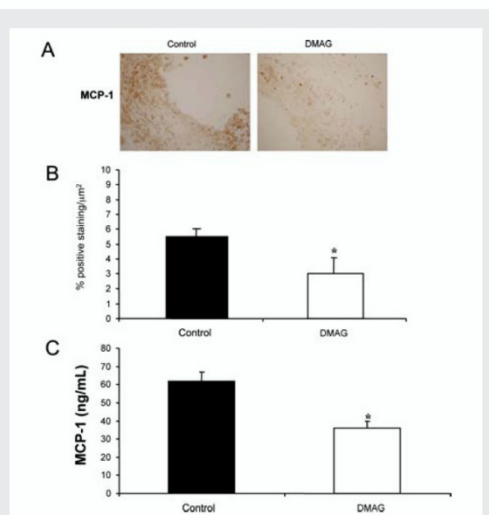 A
Control DMAG
MCP-1
B
% positive staining/μm²
10
9
8
7
6
5
4
3
2
1
0
*
Control DMAG
C
MCP-1 (ng/mL)
80
70
60
50
40
30
20
10
0
*
Control DMAG